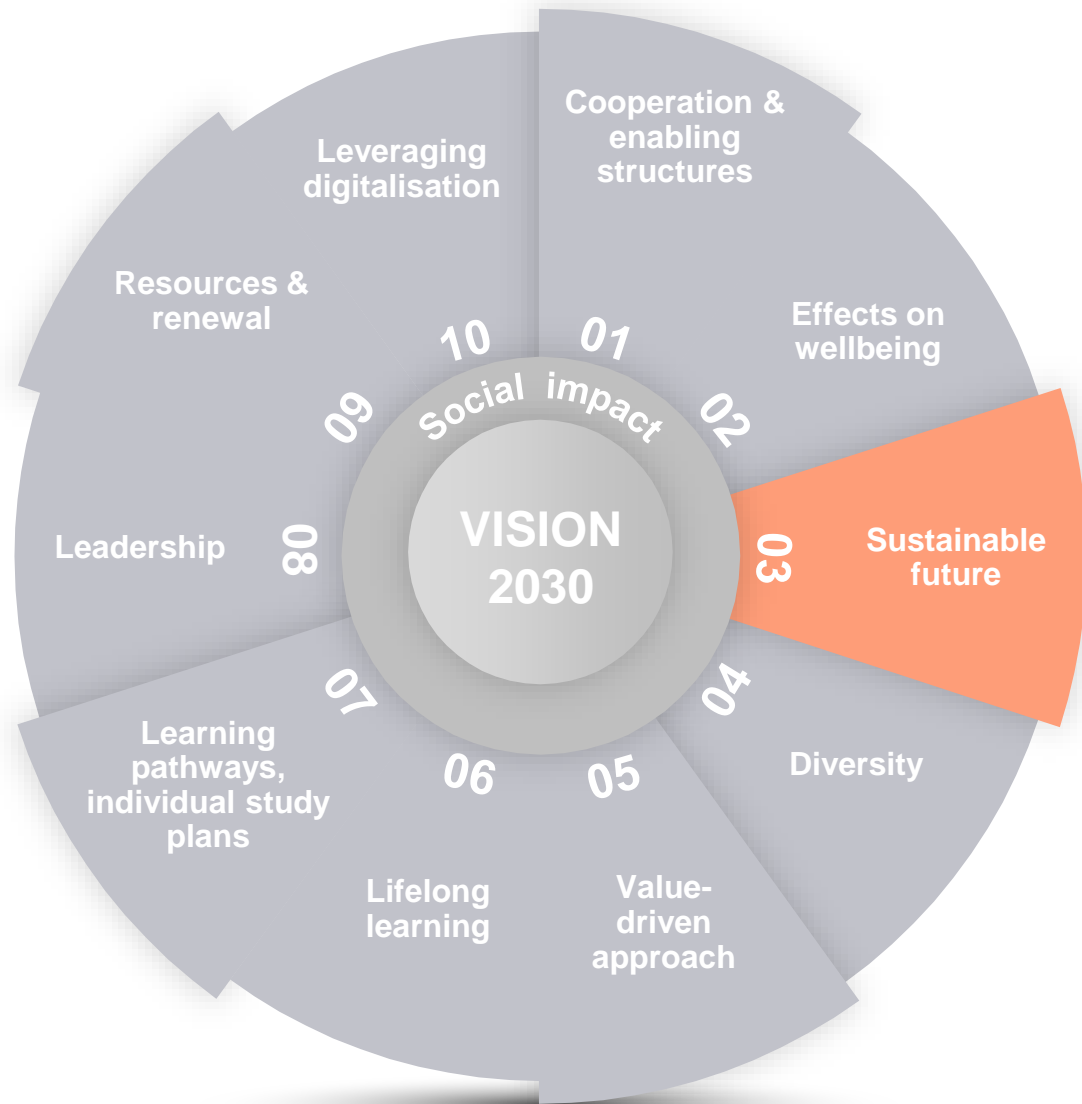 VISION
2030
Social impact
01
Cooperation &
enabling
structures
02
Effects on
wellbeing
03
Sustainable
future
04
Diversity
05
Value-
driven
approach
06
Lifelong
learning
07
Learning
pathways,
individual study
plans
08
Leadership
09
Resources &
renewal
10
Leveraging
digitalisation